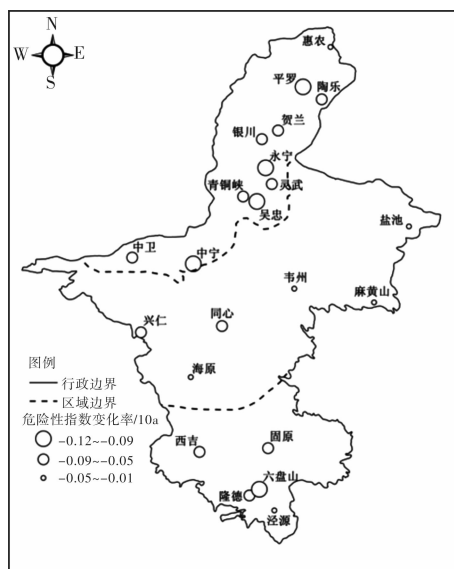 N
W E
S
惠农
平罗
陶乐
贺兰
银川
永宁
青铜峡
灵武
吴忠
盐池
中卫
中宁
韦州
麻黄山
兴仁
同心
海原
图例
行政边界
区域边界
危险性指数变化率/10a
-0.12~-0.09
-0.09~-0.05
-0.05~-0.01
西吉
固原
六盘山
隆德
泾源